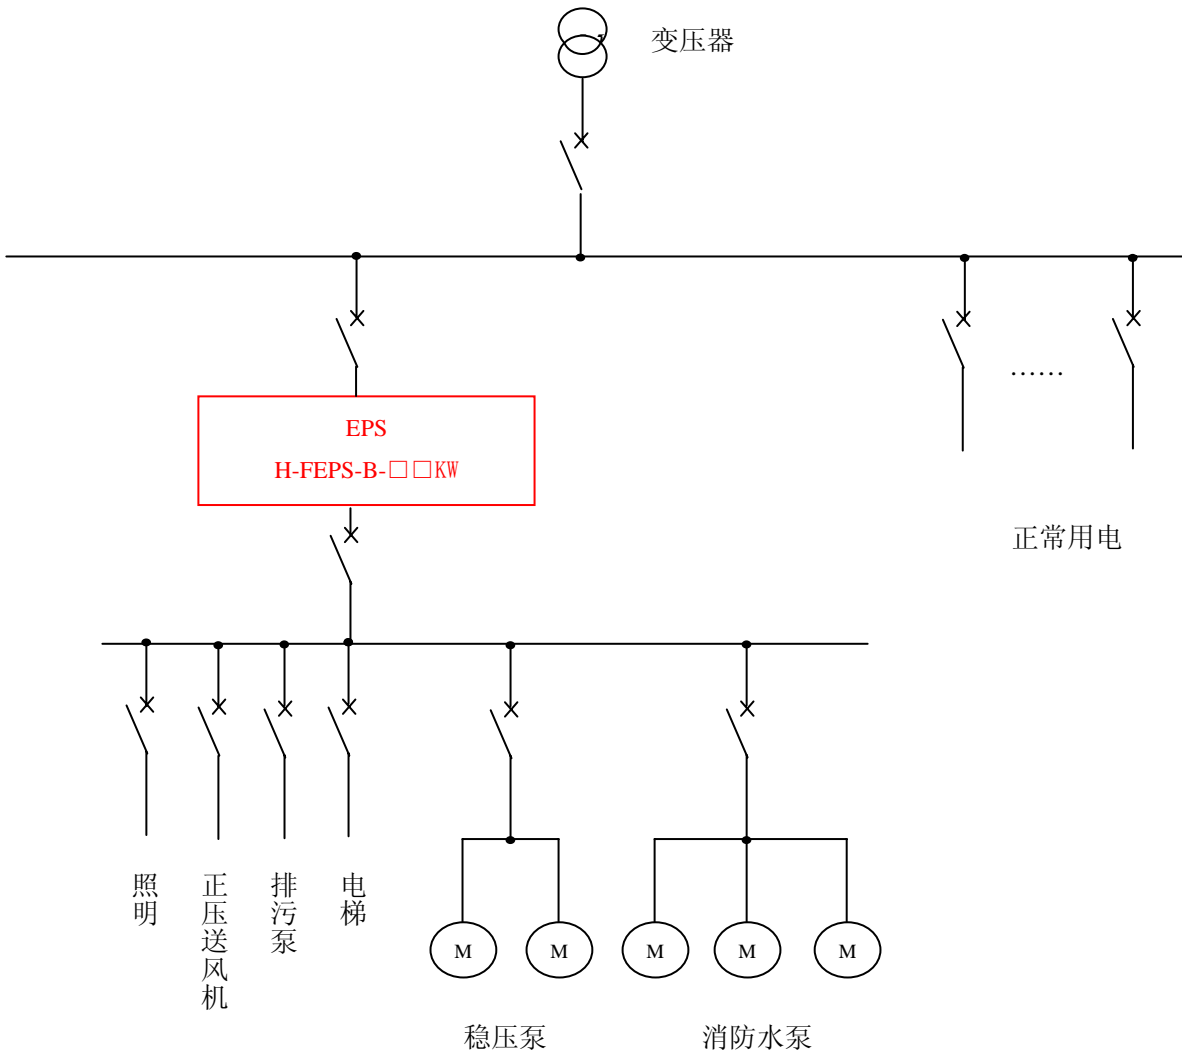 变压器
EPS
H-FEPS-B-□□KW
……
正常用电
照明
正压送风机
排污泵
电梯
M
M
M
M
M
稳压泵
消防水泵